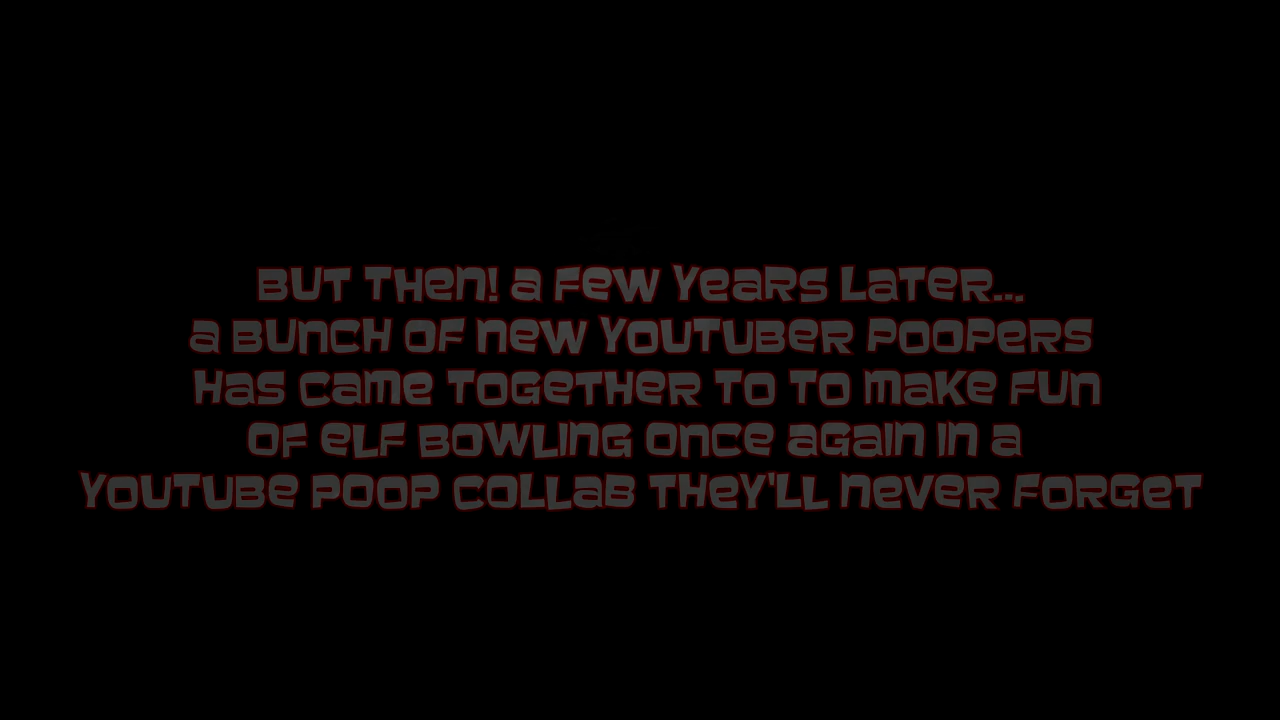 BUT THEN! A FEW YEARS LATER...
A BUNCH OF NEW YOUTUBER POOPERS
HAS CAME TOGETHER TO TO MAKE FUN
OF ELF BOWLING ONCE AGAIN IN A
YOUTUBE POOP COLLAB THEY'LL NEVER FORGET